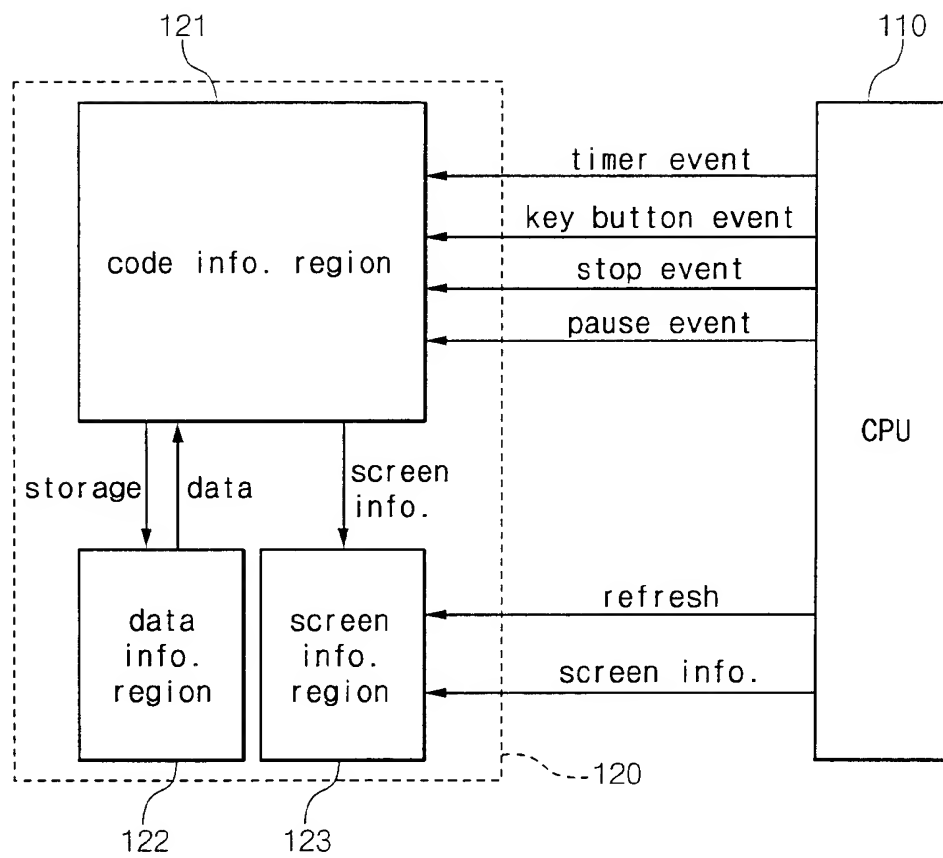 121
110
timer event
key button event
code info. region
stop event
pause event
CPU
storage
data
screen
info.
data
info.
region
screen
info.
region
refresh
screen info.
120
122
123